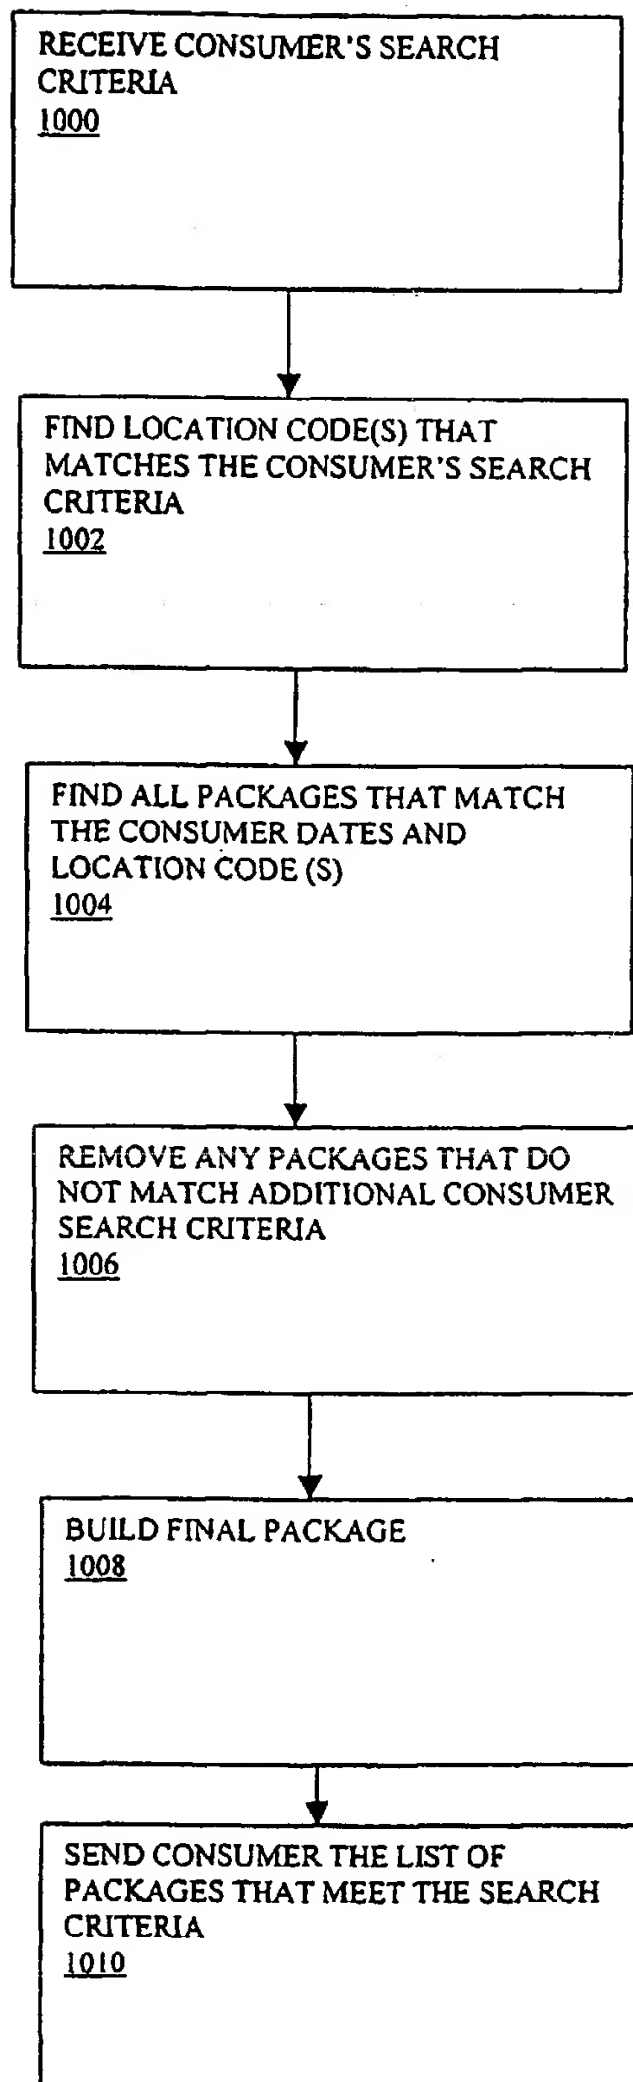 RECEIVE CONSUMER'S SEARCH
CRITERIA
1000
FIND LOCATION CODE(S) THAT
MATCHES THE CONSUMER'S SEARCH
CRITERIA
1002
FIND ALL PACKAGES THAT MATCH
THE CONSUMER DATES AND
LOCATION CODE (S)
1004
REMOVE ANY PACKAGES THAT DO
NOT MATCH ADDITIONAL CONSUMER
SEARCH CRITERIA
1006
BUILD FINAL PACKAGE
1008
SEND CONSUMER THE LIST OF
PACKAGES THAT MEET THE SEARCH
CRITERIA
1010